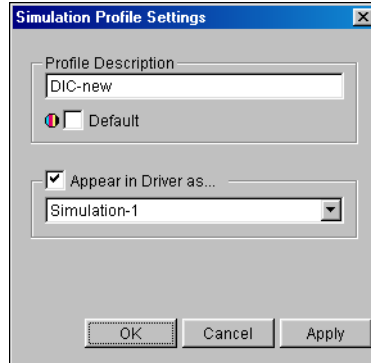 Simulation Profile Settings
Profile Description
DIC-new
Default
Appear in Driver as...
Simulation-1
OK Cancel Apply